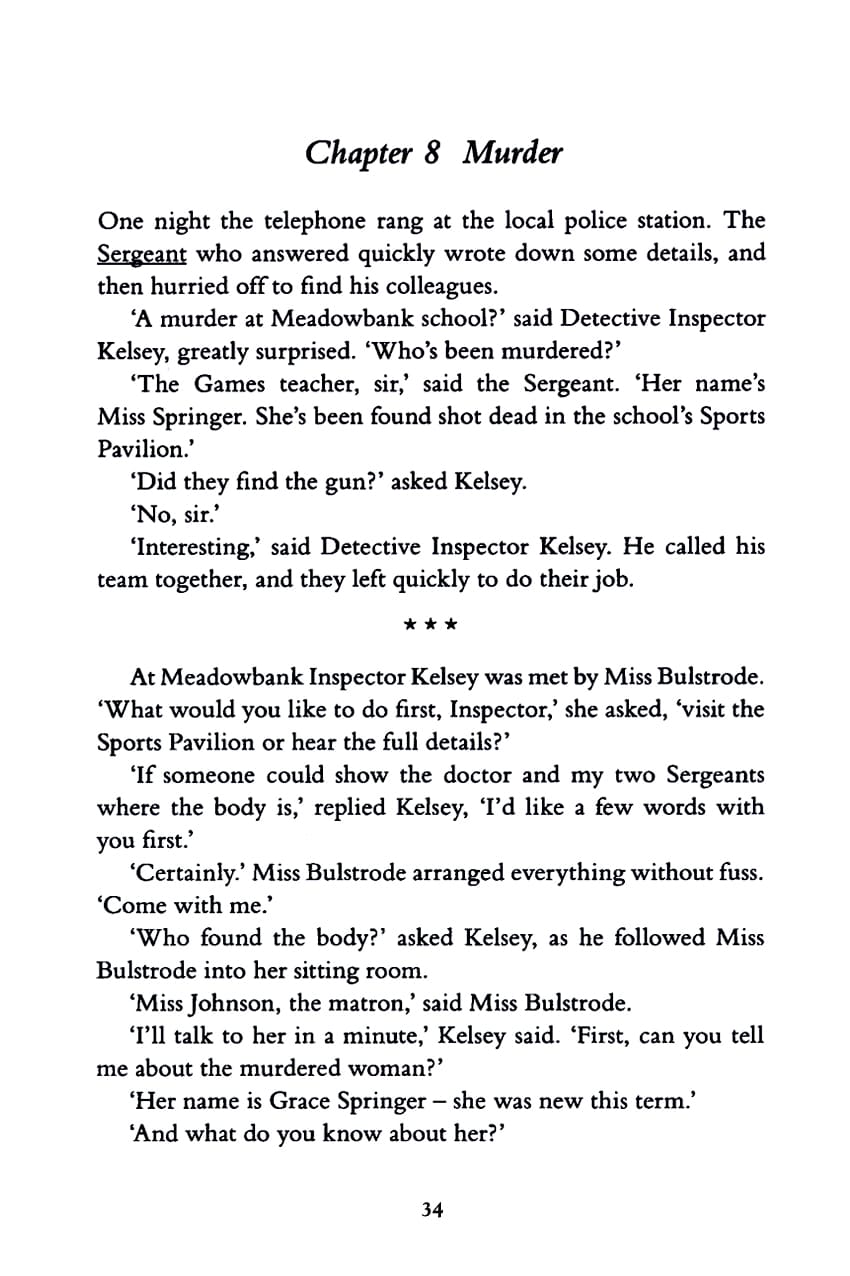 Chapter 8 Murder
One night the telephone rang at the local police station. The
Sergeant who answered quickly wrote down some details, and
then hurried off to find his colleagues.
‘A murder at Meadowbank school?’ said Detective Inspector
Kelsey, greatly surprised. ‘Who’s been murdered?’
‘The Games teacher, sir,’ said the Sergeant. ‘Her name’s
Miss Springer. She’s been found shot dead in the school’s Sports
Pavilion.’
‘Did they find the gun?’ asked Kelsey.
‘No, sir.’
‘Interesting,’ said Detective Inspector Kelsey. He called his
team together, and they left quickly to do their job.
★ ★ ★
At Meadowbank Inspector Kelsey was met by Miss Bulstrode.
‘What would you like to do first, Inspector,’ she asked, ‘visit the
Sports Pavilion or hear the full details?’
‘If someone could show the doctor and my two Sergeants
where the body is,’ replied Kelsey, ‘I’d like a few words with
you first.’
‘Certainly.’ Miss Bulstrode arranged everything without fuss.
‘Come with me.’
‘Who found the body?’ asked Kelsey, as he followed Miss
Bulstrode into her sitting room.
‘Miss Johnson, the matron,’ said Miss Bulstrode.
‘I’ll talk to her in a minute,’ Kelsey said. ‘First, can you tell
me about the murdered woman?’
‘Her name is Grace Springer – she was new this term.’
‘And what do you know about her?’
34